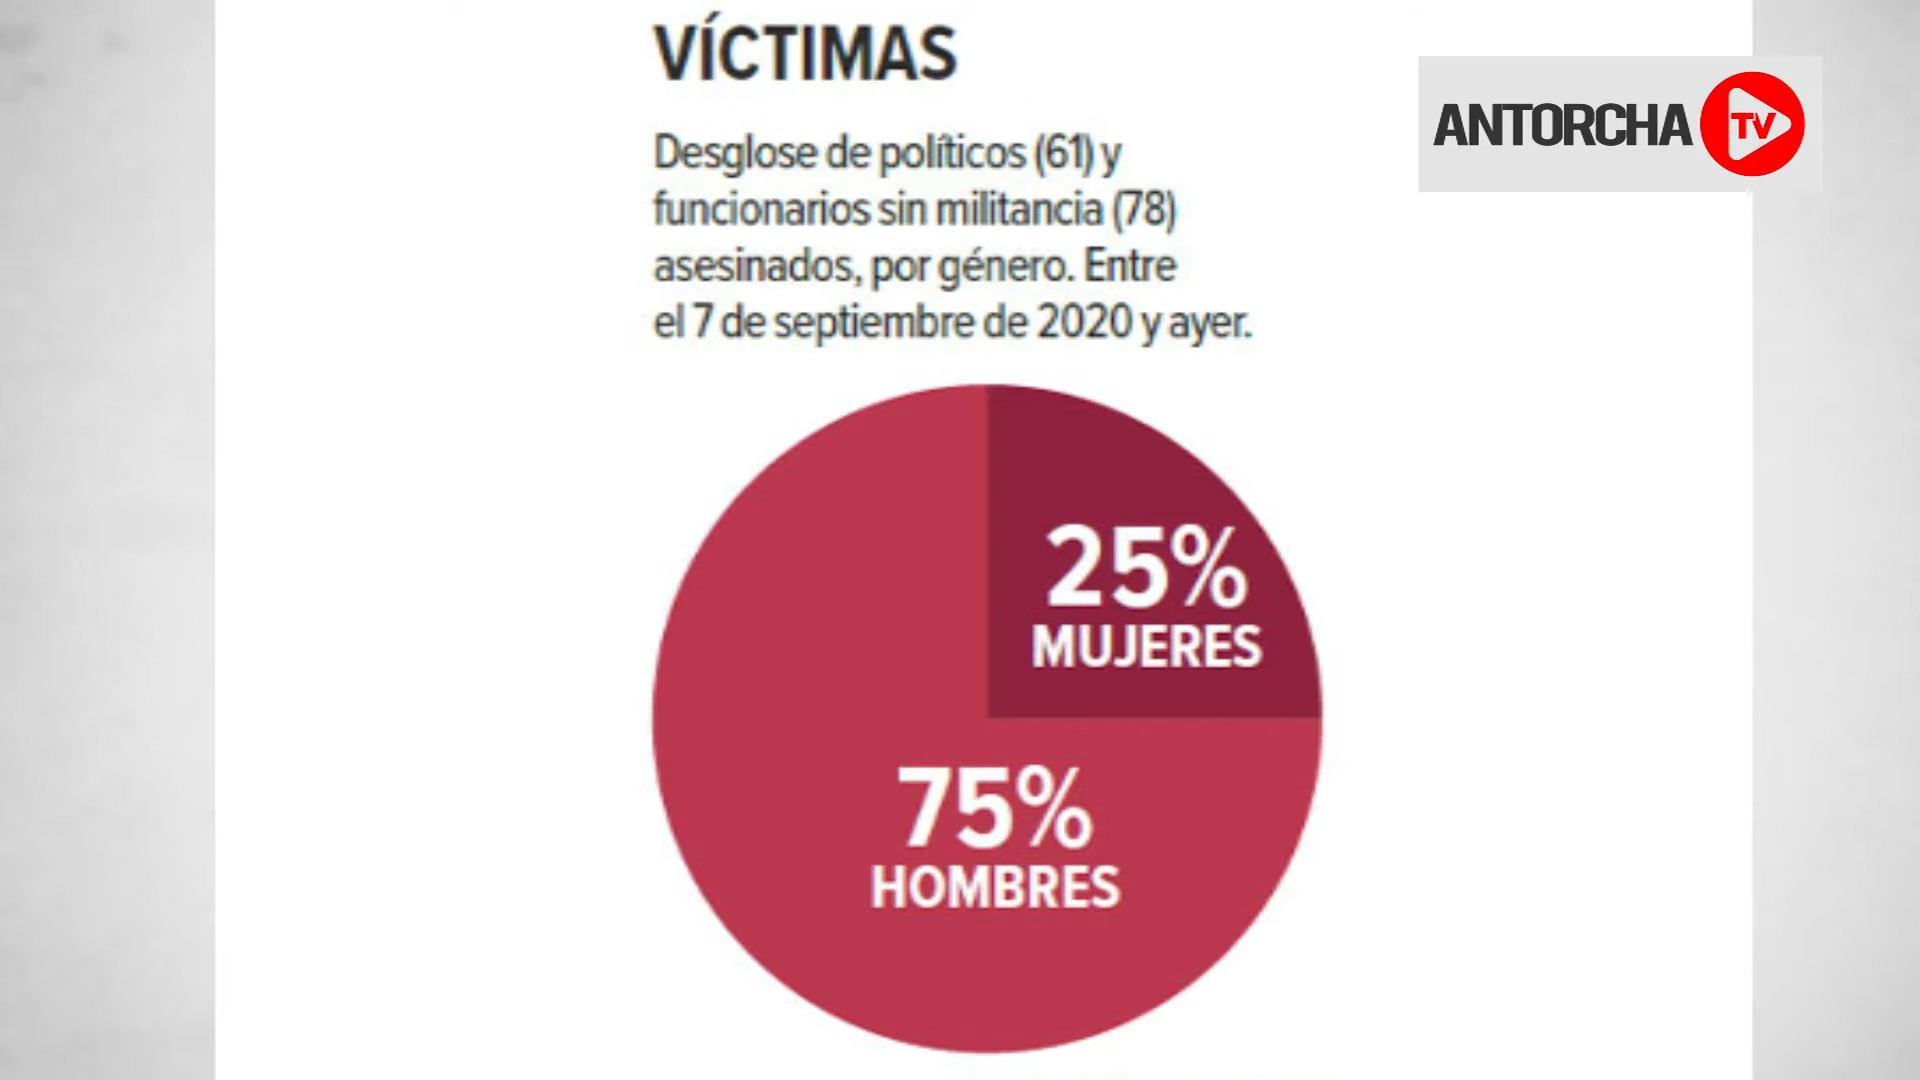 VÍCTIMAS
ANTORCHA TV
Desglose de políticos (61) y
funcionarios sin militancia (78)
asesinados, por género. Entre
el 7 de septiembre de 2020 y ayer.
25%
MUJERES
75%
HOMBRES